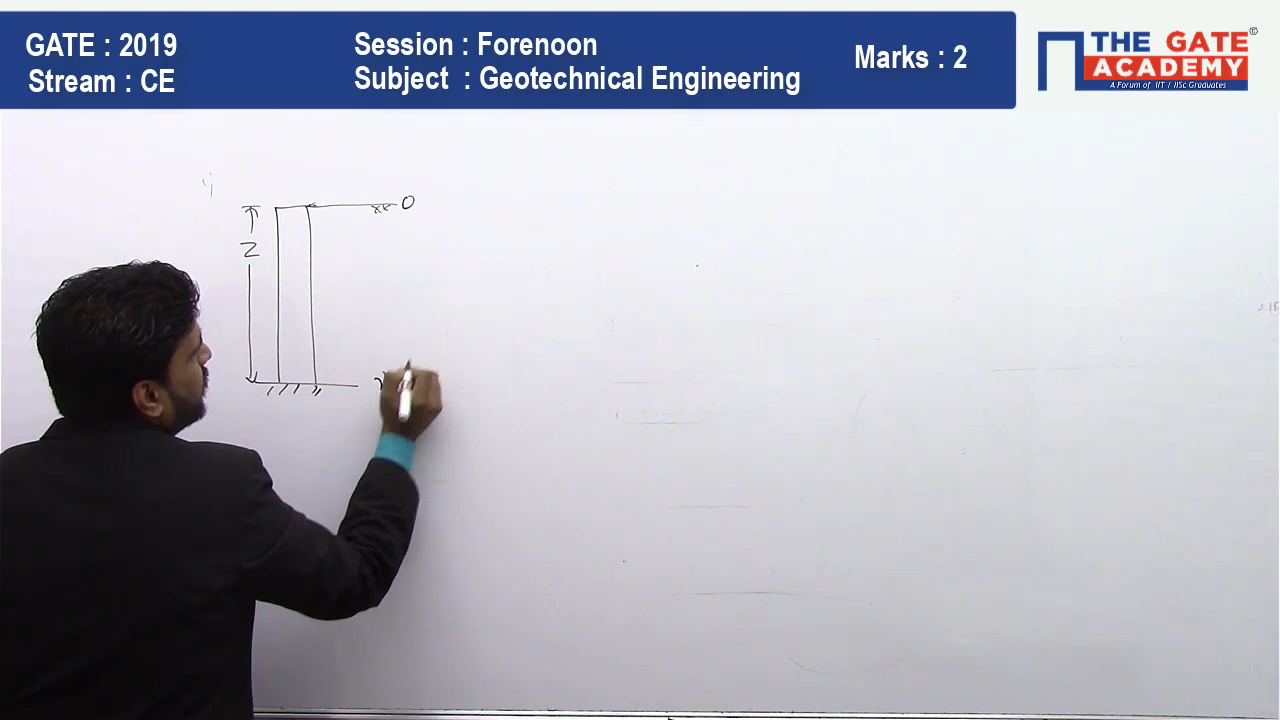 GATE : 2019
Stream : CE
Session : Forenoon
Subject : Geotechnical Engineering
Marks : 2
THE GATE
ACADEMY
©
A Forum of IIT / IISc Graduates
1)
O
Z